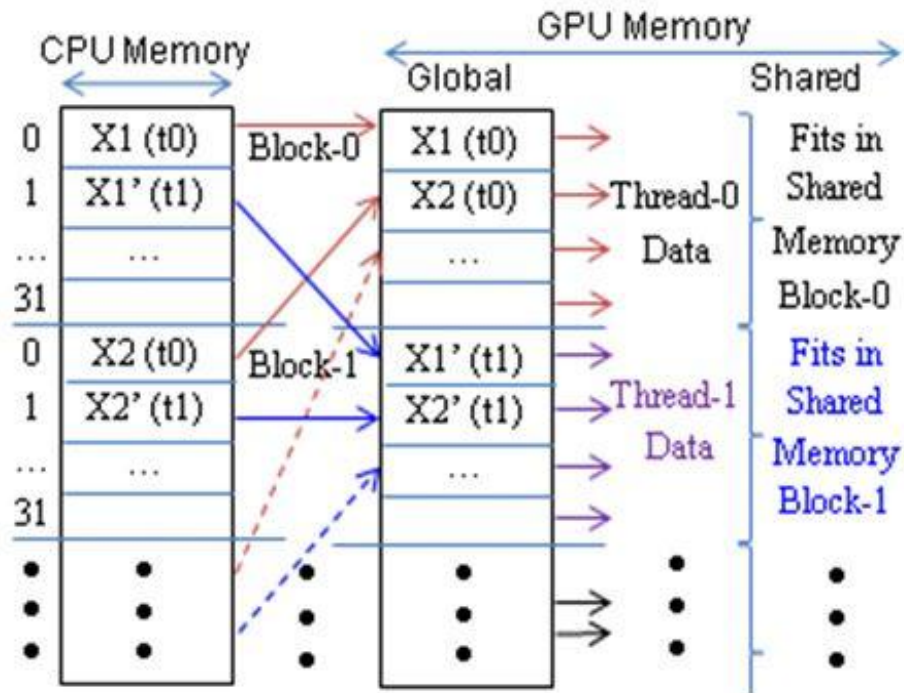 GPU Memory
CPU Memory
Global
Shared
0
X1 (t0)
Block-0
X1 (t0)
Fits in
1
X1’ (t1)
X2 (t0)
Thread-0
Shared
...
...
...
Data
Memory
31
Block-0
0
X2 (t0)
Block-1
X1’ (t1)
Fits in
1
X2’ (t1)
X2’ (t1)
Thread-1
Shared
...
...
...
Data
Memory
31
Block-1